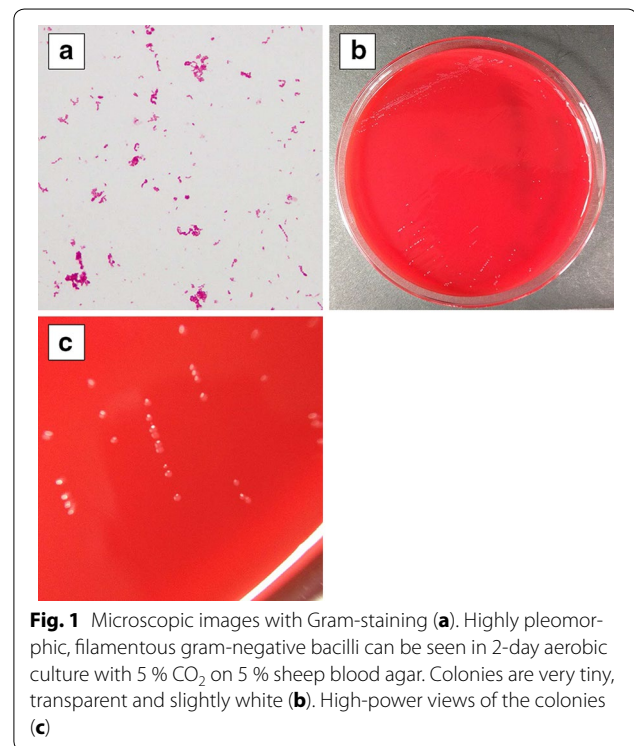 a
b
c
Fig. 1 Microscopic images with Gram-staining (a). Highly pleomor-
phic, filamentous gram-negative bacilli can be seen in 2-day aerobic
culture with 5 % CO₂ on 5 % sheep blood agar. Colonies are very tiny,
transparent and slightly white (b). High-power views of the colonies
(c)